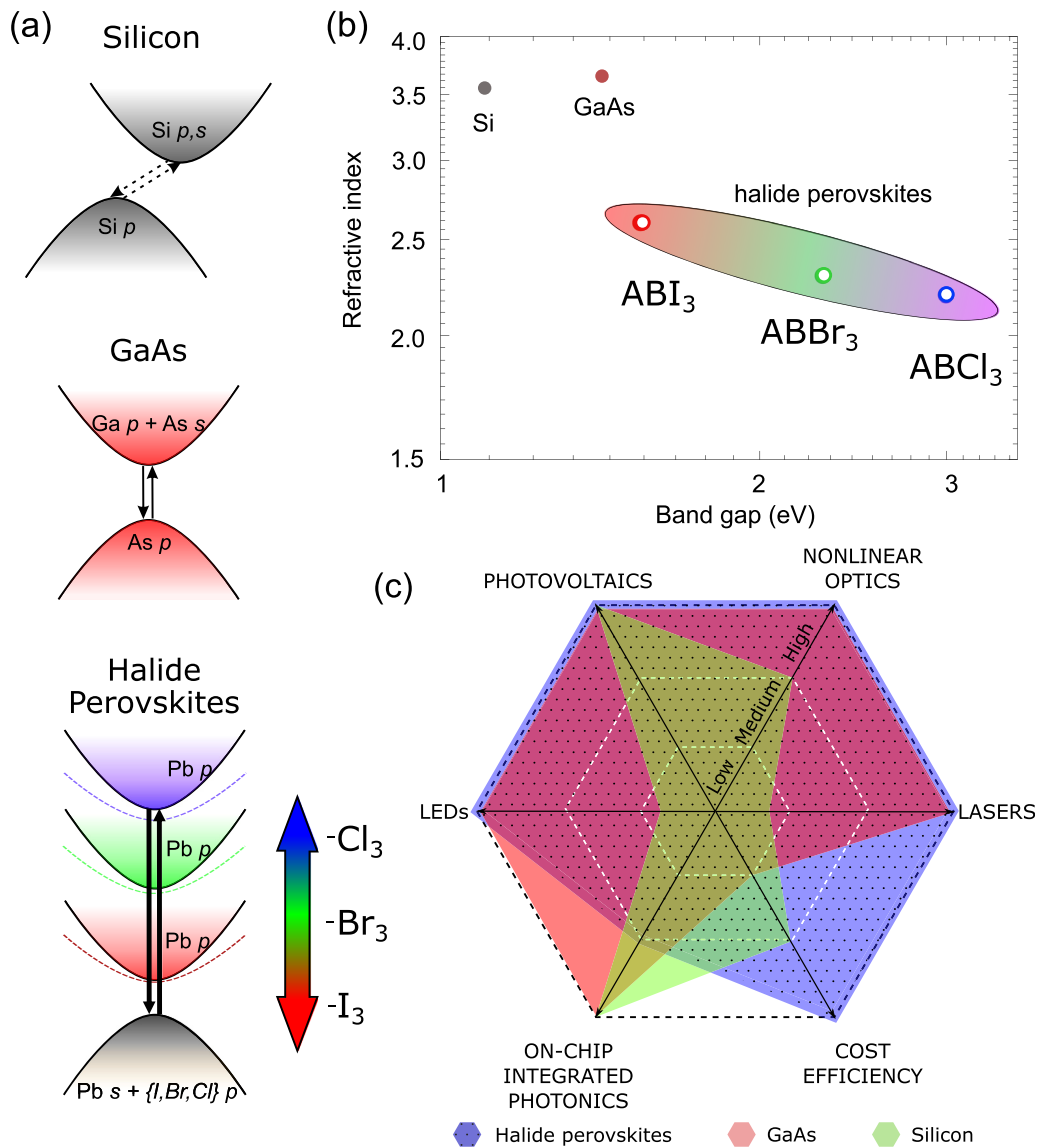 (a)
Silicon
Si p,s
Si p
GaAs
Ga p + As s
As p
Halide
Perovskites
Pb p
Pb p
Pb p
Pb s + {I,Br,Cl} p
-Cl₃
-Br₃
-I₃
(b)
4.0
3.5
3.0
2.5
2.0
1.5
Refractive index
Si
GaAs
halide perovskites
ABI₃
ABBr₃
ABCl₃
1
2
3
Band gap (eV)
(c)
PHOTOVOLTAICS
NONLINEAR
OPTICS
High
Medium
Low
LEDs
LASERS
ON-CHIP
INTEGRATED
PHOTONICS
COST
EFFICIENCY
Halide perovskites
GaAs
Silicon